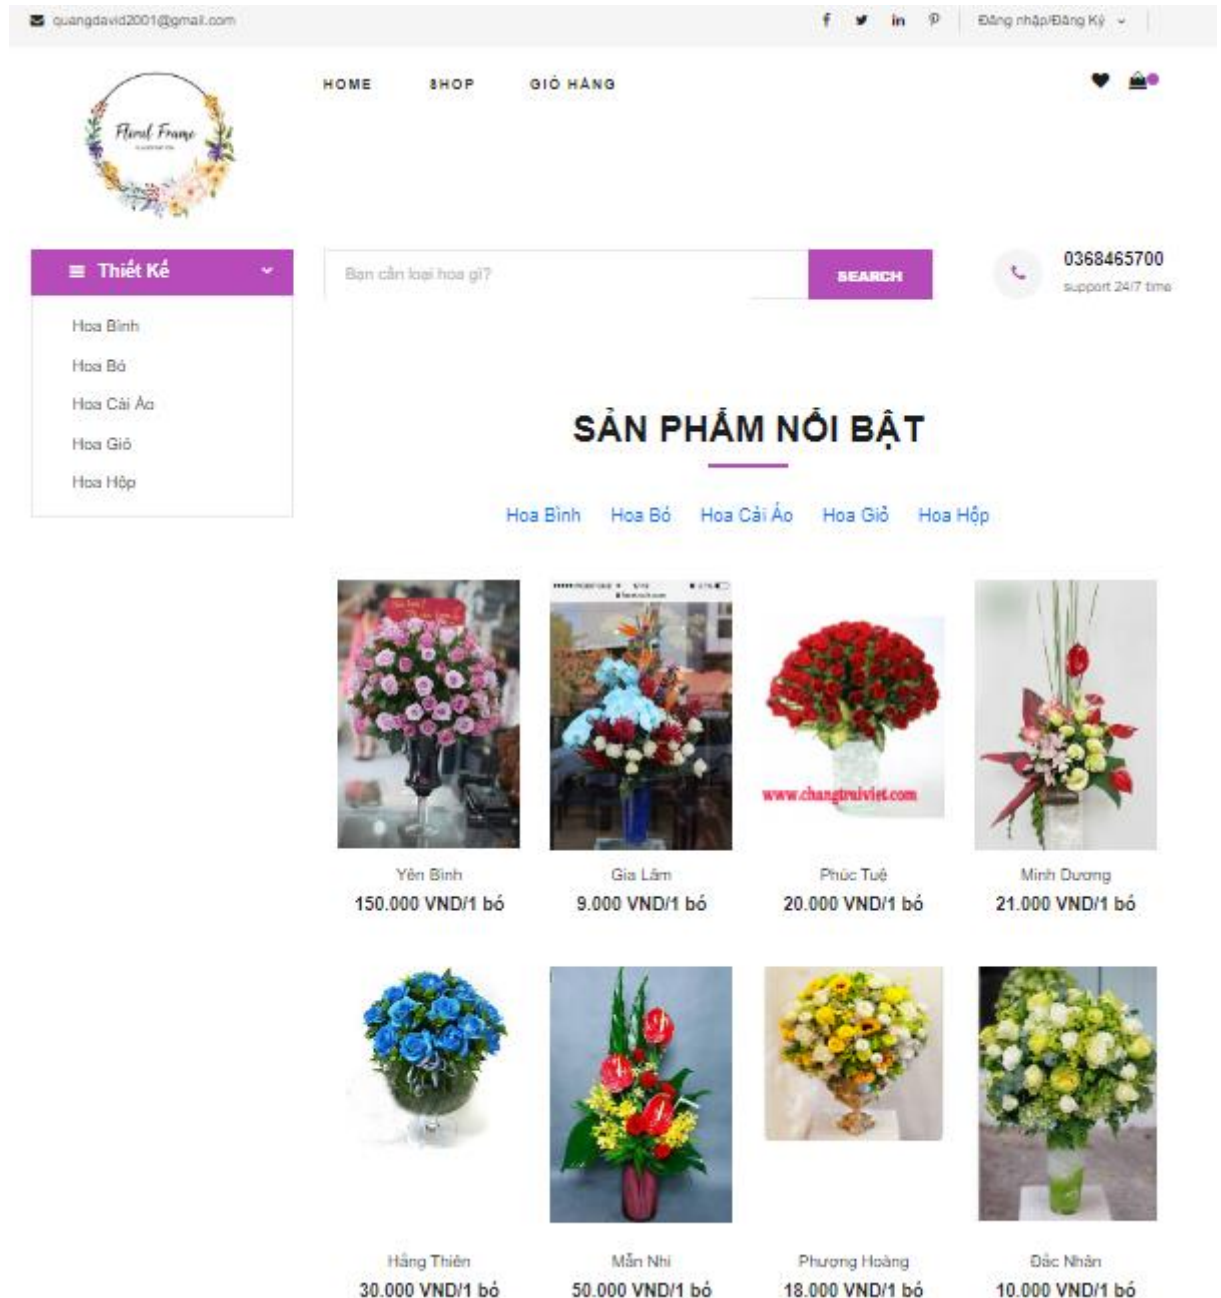 quangdavid2001@gmail.com
Đăng nhập/Đăng Ký
HOME SHOP GIỎ HÀNG
Floral Frame
Thiết Kế
Bạn cần loại hoa gì?
SEARCH
0368465700
support 24/7 time
Hoa Bình
Hoa Bó
Hoa Cài Áo
Hoa Giỏ
Hoa Hộp
SẢN PHẨM NỔI BẬT
Hoa Bình Hoa Bó Hoa Cài Áo Hoa Giỏ Hoa Hộp
www.changtraiviet.com
Yên Bình Gia Lâm Phúc Tuệ Minh Dương
150.000 VND/1 bó 9.000 VND/1 bó 20.000 VND/1 bó 21.000 VND/1 bó
Hằng Thiên Mẫn Nhi Phượng Hoàng Đắc Nhân
30.000 VND/1 bó 50.000 VND/1 bó 18.000 VND/1 bó 10.000 VND/1 bó